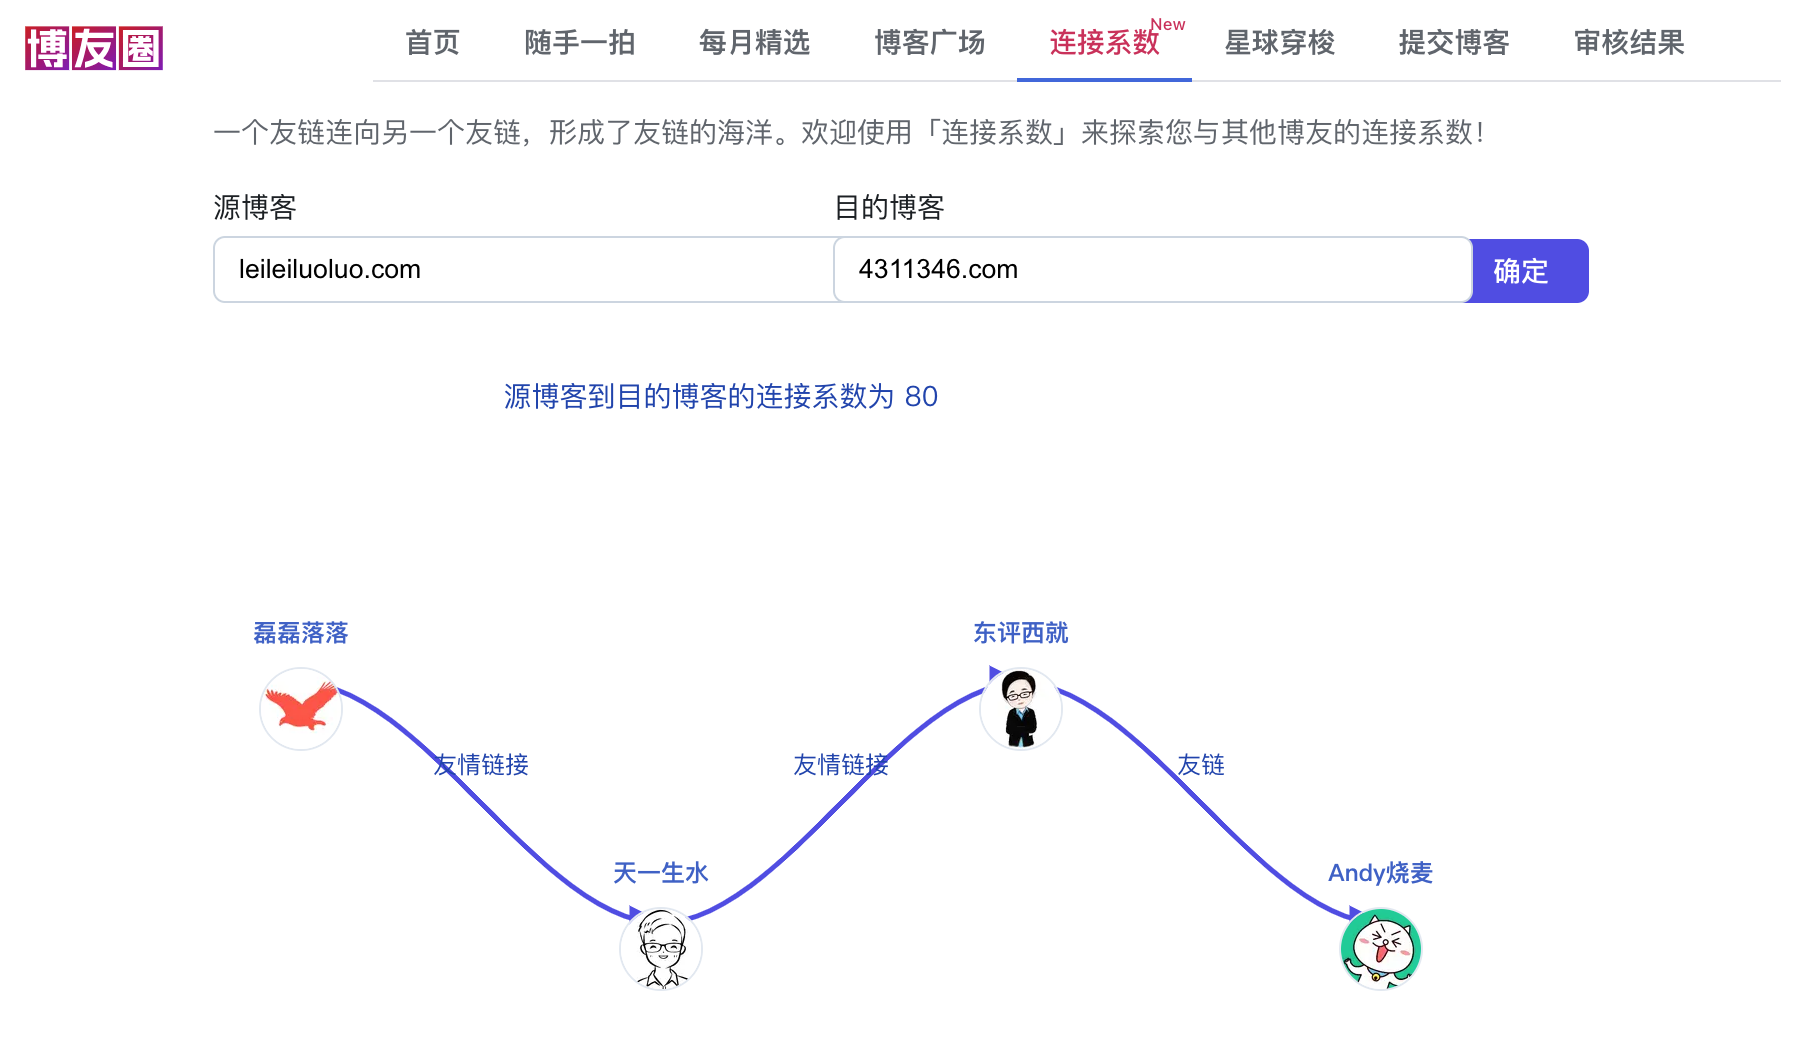 博友圈
首页 随手一拍 每月精选 博客广场 连接系数 New 星球穿梭 提交博客 审核结果
一个友链连向另一个友链，形成了友链的海洋。欢迎使用「连接系数」来探索您与其他博友的连接系数！
源博客 目的博客
leileiluoluo.com 4311346.com 确定
源博客到目的博客的连接系数为 80
磊磊落落 东评西就
友情链接 友情链接 友链
天一生水 Andy烧麦